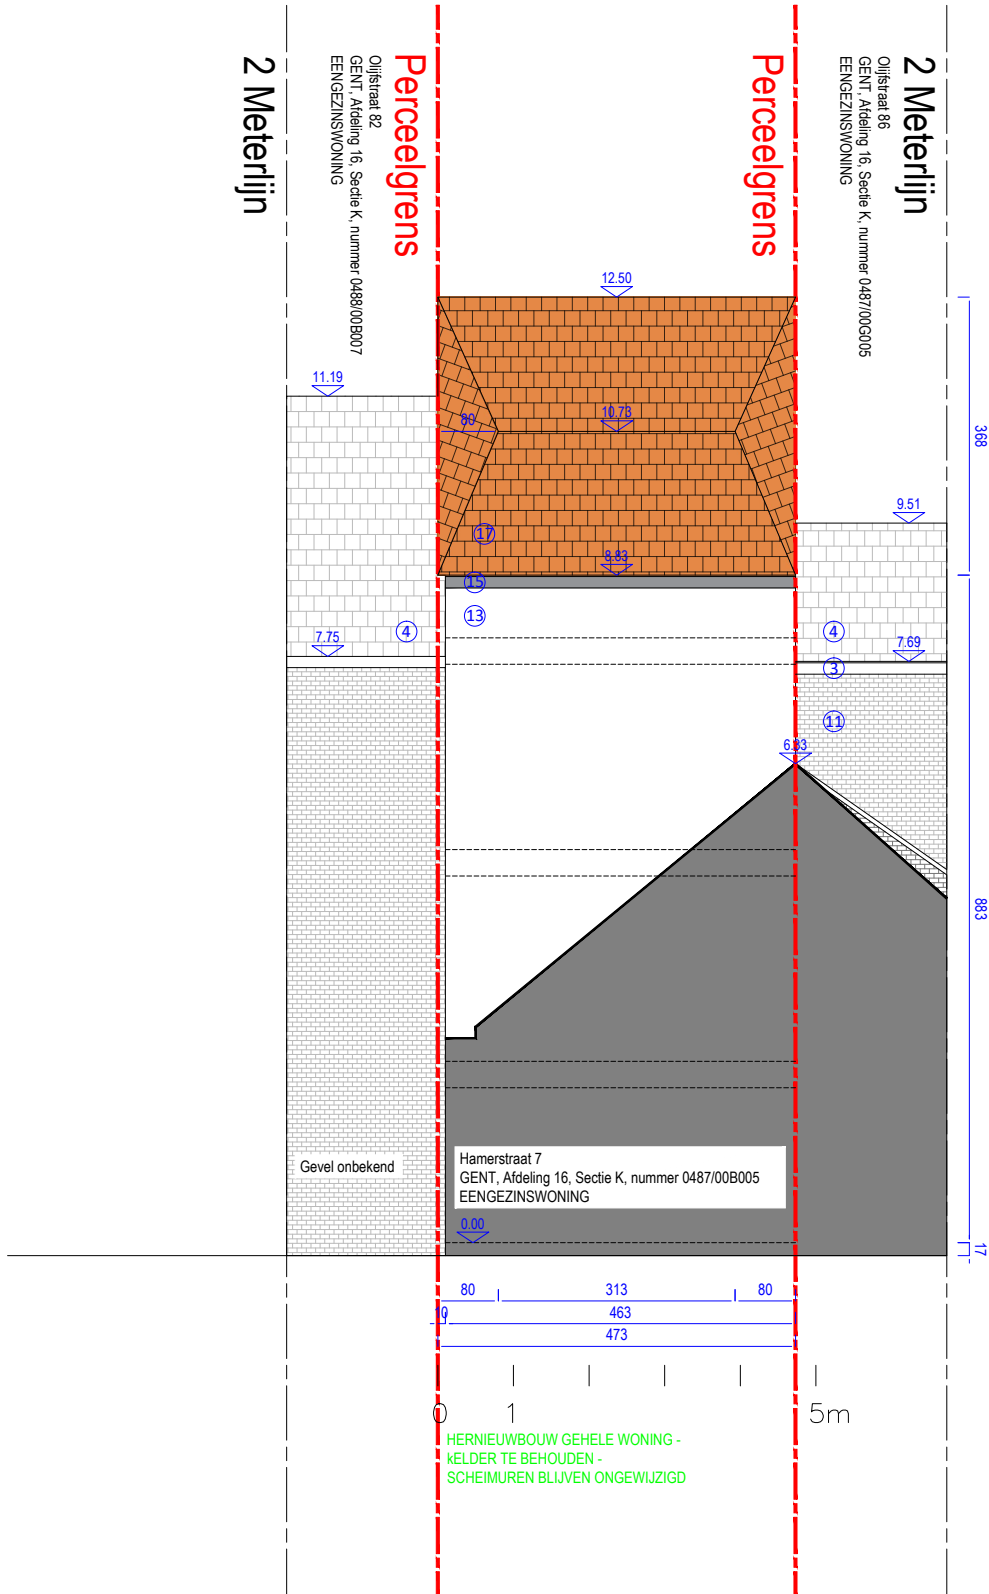 2 Meterlijn
Olijfstraat 82
GENT, Afdeling 16, Sectie K, nummer 0488/00B007
EENGEZINSWONING
Perceelgrens
Perceelgrens
Olijfstraat 86
GENT, Afdeling 16, Sectie K, nummer 0487/00G005
EENGEZINSWONING
2 Meterlijn
12.50
11.19
80
10.73
368
9.51
17
8.83
15
13
4
4
7.75
7.69
3
11
6.83
883
Gevel onbekend
Hamerstraat 7
GENT, Afdeling 16, Sectie K, nummer 0487/00B005
EENGEZINSWONING
0.00
17
80
313
80
10
463
473
0
1
5m
HERNIEUWBOUW GEHELE WONING -
kELDER TE BEHOUDEN -
SCHEIMUREN BLIJVEN ONGEWIJZIGD